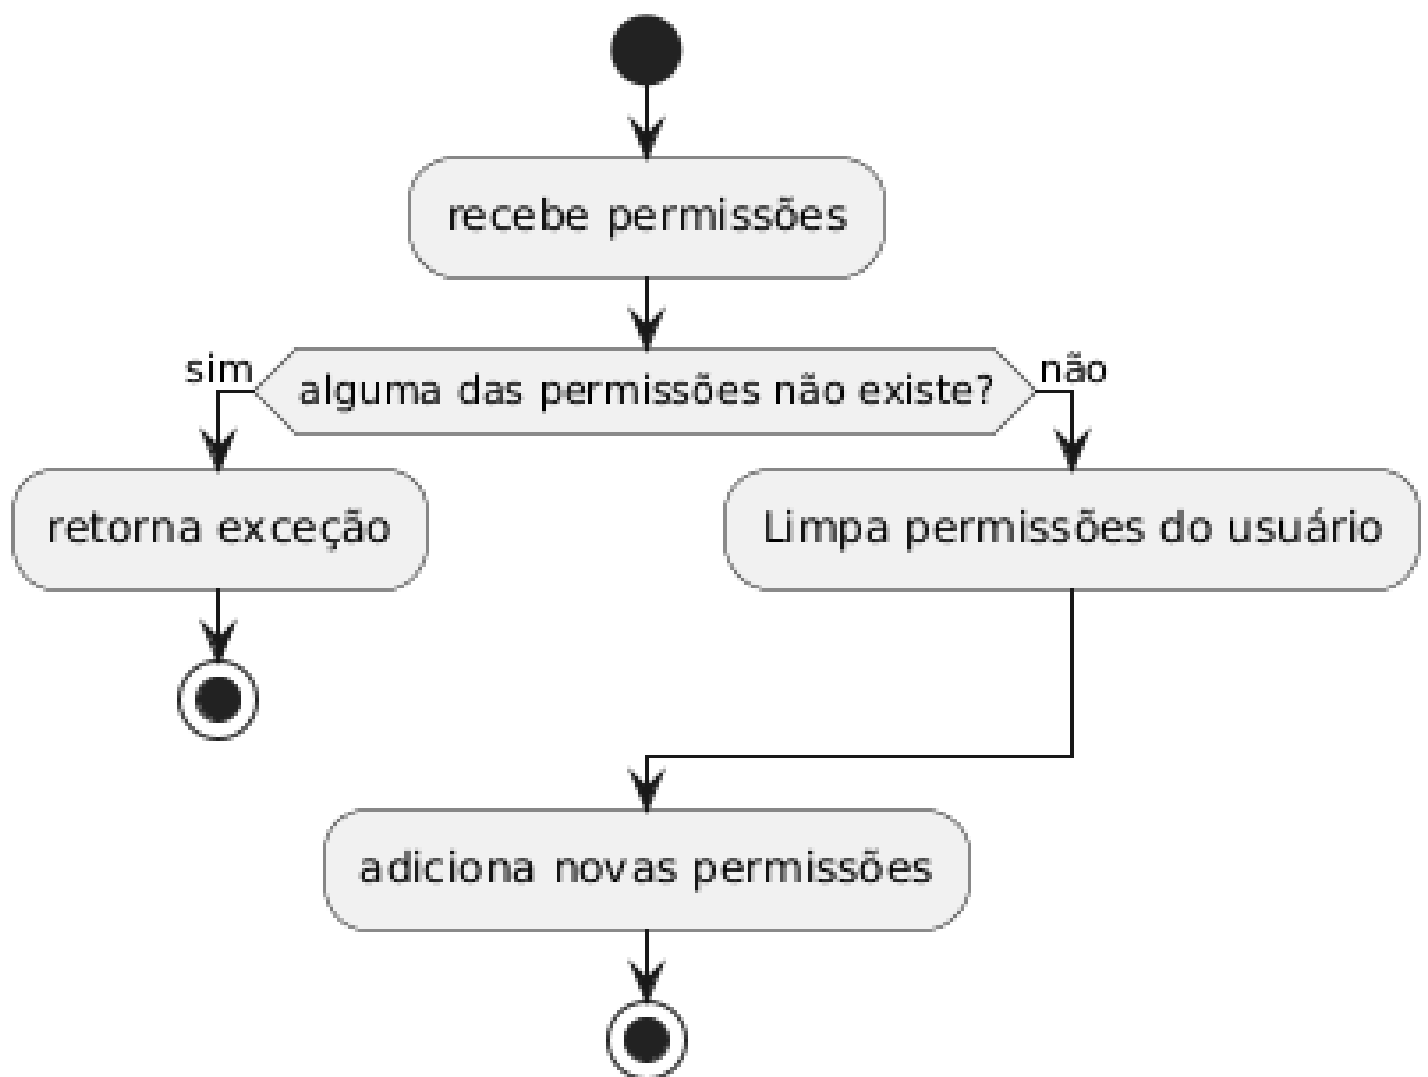 recebe permissões
sim
alguma das permissões não existe?
não
retorna exceção
Limpa permissões do usuário
adiciona novas permissões